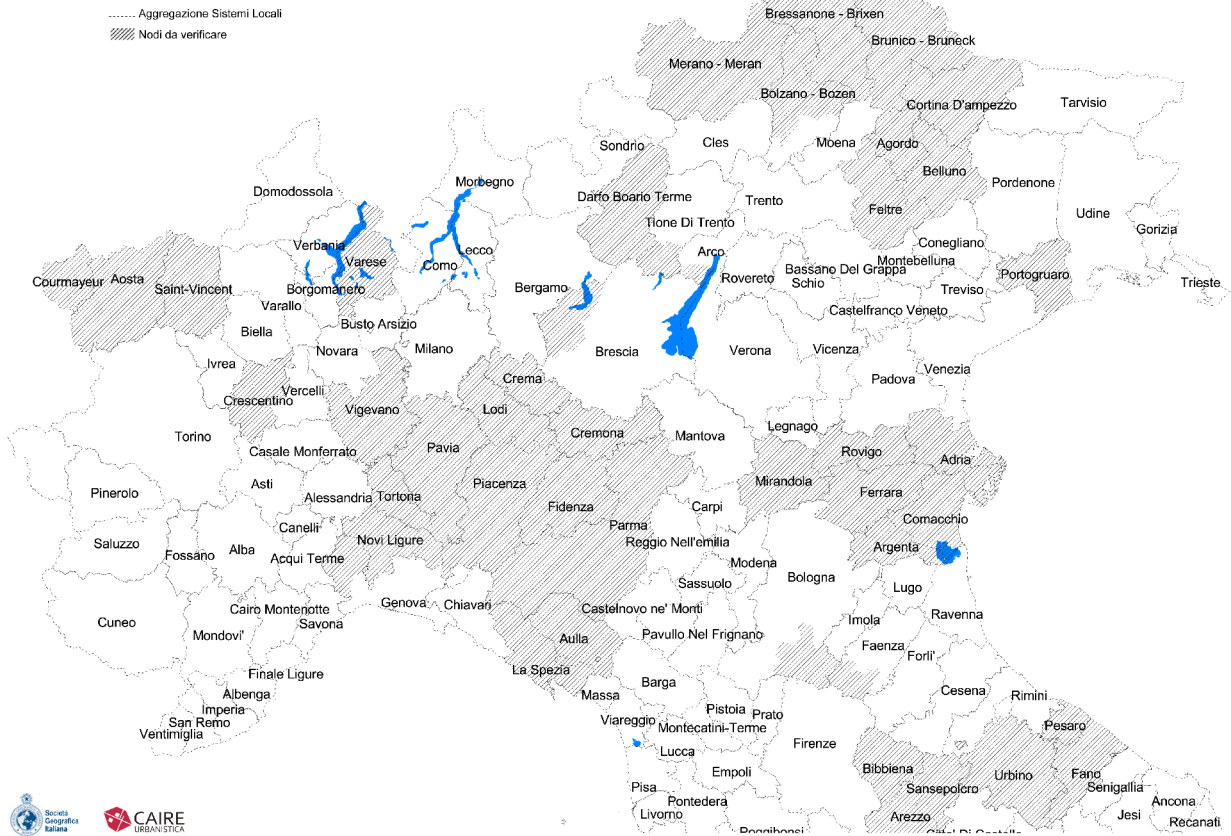 Aggregazione Sistemi Locali
Nodi da verificare
Bressanone - Brixen
Brunico - Bruneck
Merano - Meran
Bolzano - Bozen
Cortina D'ampezzo
Tarvisio
Sondrio
Cles
Moena
Agordo
Belluno
Domodossola
Morbegno
Darfo Boario Terme
Trento
Pordenone
Feltre
Tione Di Trento
Udine
Gorizia
Verbania
Lecco
Arco
Conegliano
Varese
Como
Montebelluna
Courmayeur
Aosta
Saint-Vincent
Borgomanero
Bergamo
Rovereto
Bassano Del Grappa
Schio
Treviso
Portogruaro
Trieste
Varallo
Castelfranco Veneto
Biella
Busto Arsizio
Novara
Milano
Brescia
Verona
Vicenza
Venezia
Ivrea
Padova
Crema
Vercelli
Crescentino
Vigevano
Lodi
Legnago
Torino
Cremona
Mantova
Casale Monferrato
Pavia
Rovigo
Adria
Asti
Piacenza
Mirandola
Ferrara
Pinerolo
Alessandria
Tortona
Fidenza
Carpi
Comacchio
Canelli
Parma
Saluzzo
Fossano
Alba
Novi Ligure
Reggio Nell'emilia
Argenta
Acqui Terme
Modena
Bologna
Sassuolo
Lugo
Genova
Chiavari
Cairo Montenotte
Castelnovo ne' Monti
Ravenna
Cuneo
Savona
Imola
Mondovi'
Aulla
Pavullo Nel Frignano
Faenza
Forli'
Finale Ligure
La Spezia
Barga
Albenga
Massa
Cesena
Rimini
Imperia
Pistoia
Prato
San Remo
Viareggio
Montecatini-Terme
Pesaro
Ventimiglia
Firenze
Lucca
Bibbiena
Empoli
Urbino
Fano
Pisa
Sansepolcro
Senigallia
Pontedera
Ancona
Livorno
Arezzo
Jesi
Recanati
Poggibonsi
Citta' Di Castello
Società
Geografica
Italiana
CAIRE
URBANISTICA